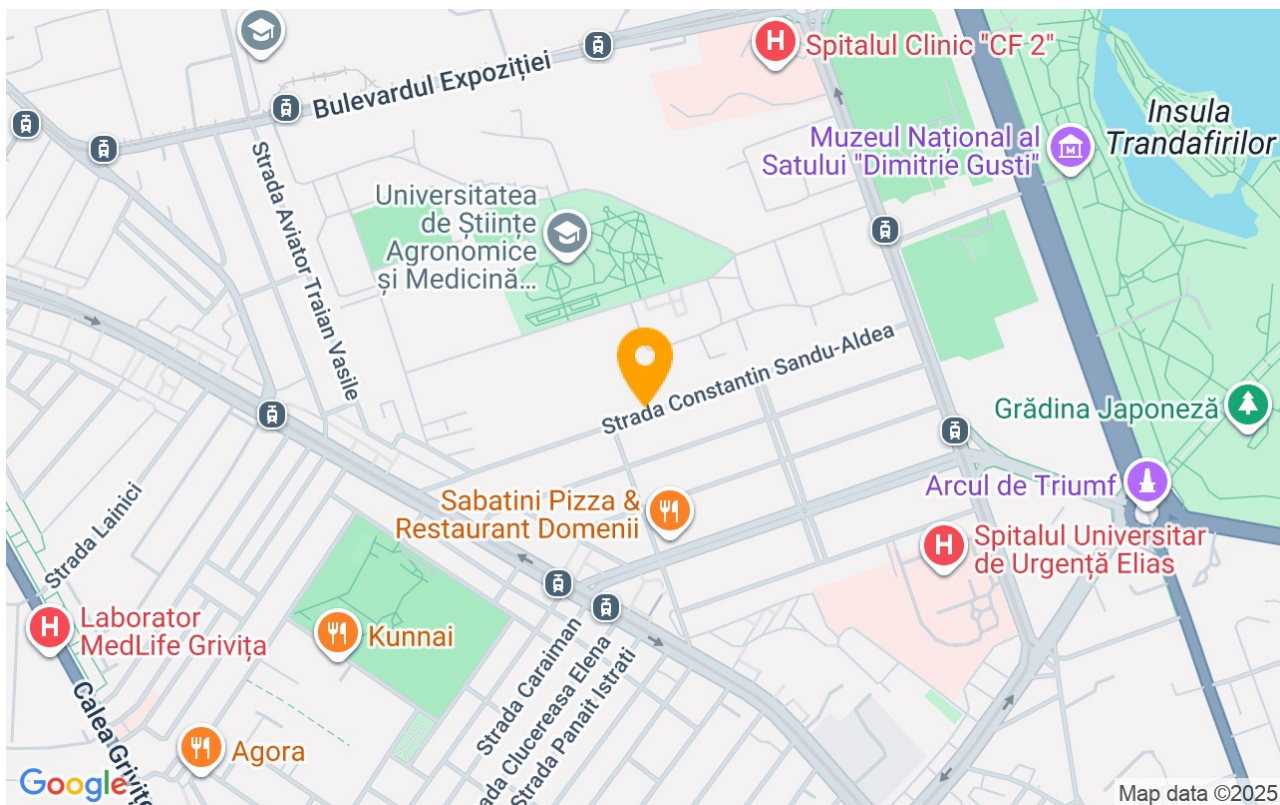 Spitalul Clinic "CF 2"
Bulevardul Expoziției
Insula
Trandafirilor
Muzeul Național al
Satului "Dimitrie Gusti"
Strada Aviator Traian Vasile
Universitatea
de Științe
Agronomice
și Medicină...
Strada Constantin Sandu-Aldea
Grădina Japoneză
Arcul de Triumf
Sabatini Pizza &
Restaurant Domenii
Spitalul Universitar
de Urgență Elias
Strada Lainici
Laborator
MedLife Grivița
Kunnai
Strada Caraiman
ada Clucereasa Elena
Strada Panait Istrati
Calea Grivițe
Agora
Google
Map data ©2025